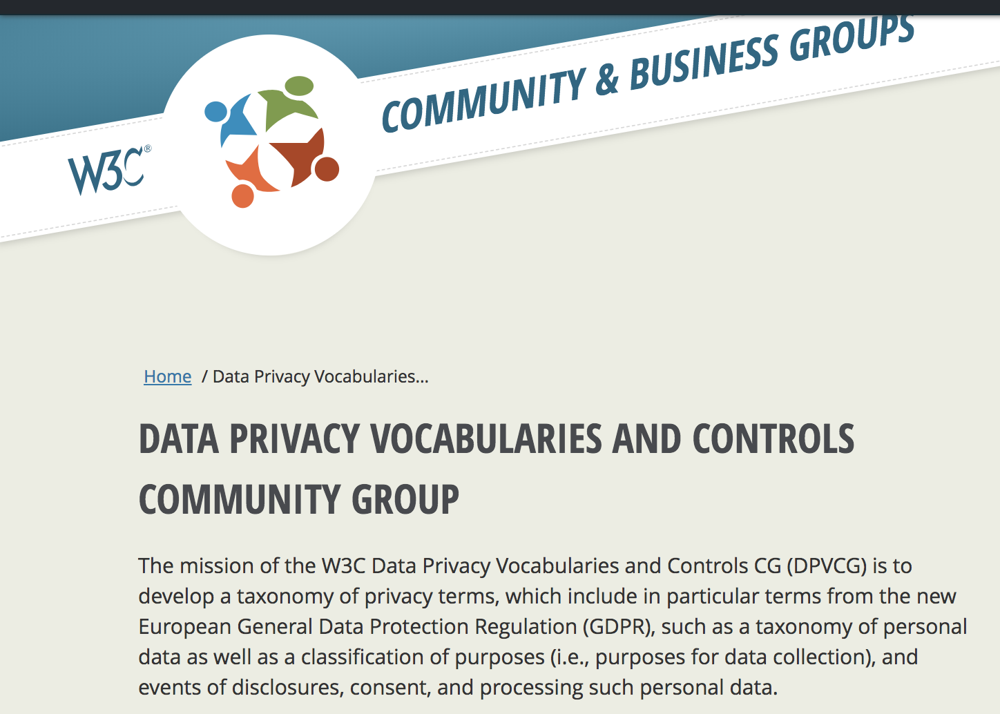 COMMUNITY & BUSINESS GROUPS
W3C®
Home / Data Privacy Vocabularies...
DATA PRIVACY VOCABULARIES AND CONTROLS
COMMUNITY GROUP
The mission of the W3C Data Privacy Vocabularies and Controls CG (DPVCG) is to
develop a taxonomy of privacy terms, which include in particular terms from the new
European General Data Protection Regulation (GDPR), such as a taxonomy of personal
data as well as a classification of purposes (i.e., purposes for data collection), and
events of disclosures, consent, and processing such personal data.